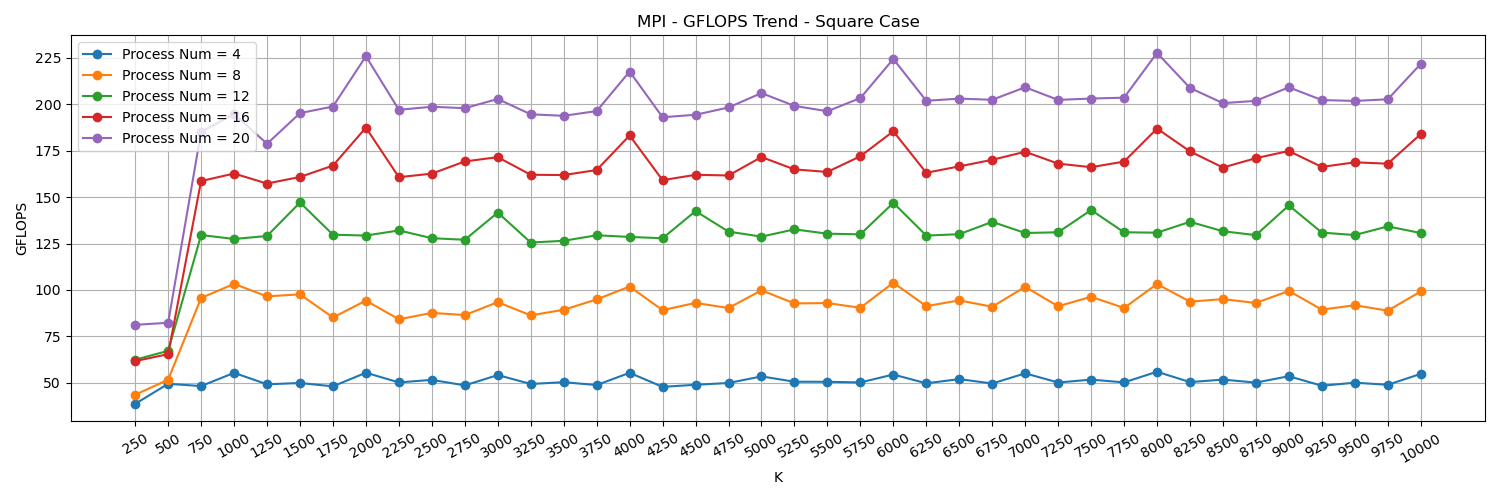 MPI - GFLOPS Trend - Square Case
Process Num = 4
Process Num = 8
Process Num = 12
Process Num = 16
Process Num = 20
225
200
175
150
125
100
75
50
GFLOPS
250 500 750 1000 1250 1500 1750 2000 2250 2500 2750 3000 3250 3500 3750 4000 4250 4500 4750 5000 5250 5500 5750 6000 6250 6500 6750 7000 7250 7500 7750 8000 8250 8500 8750 9000 9250 9500 9750 10000
K